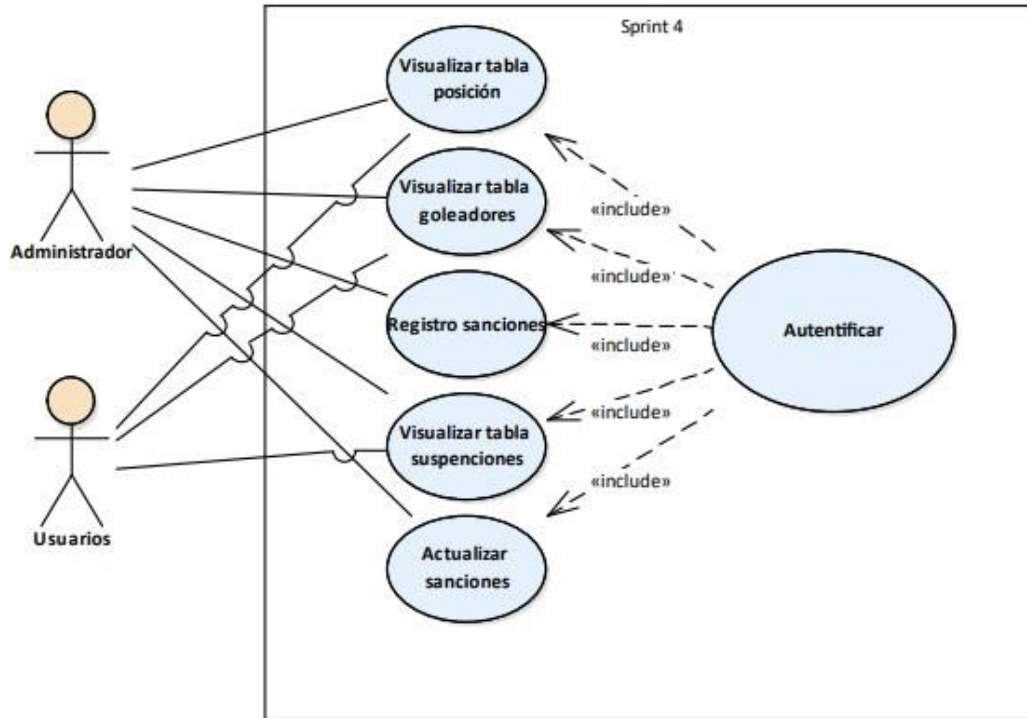 Sprint 4
Visualizar tabla
posición
Visualizar tabla
goleadores
Registro sanciones
Visualizar tabla
suspenciones
Actualizar
sanciones
Administrador
Usuarios
«include»
«include»
«include»
«include»
«include»
Autentificar